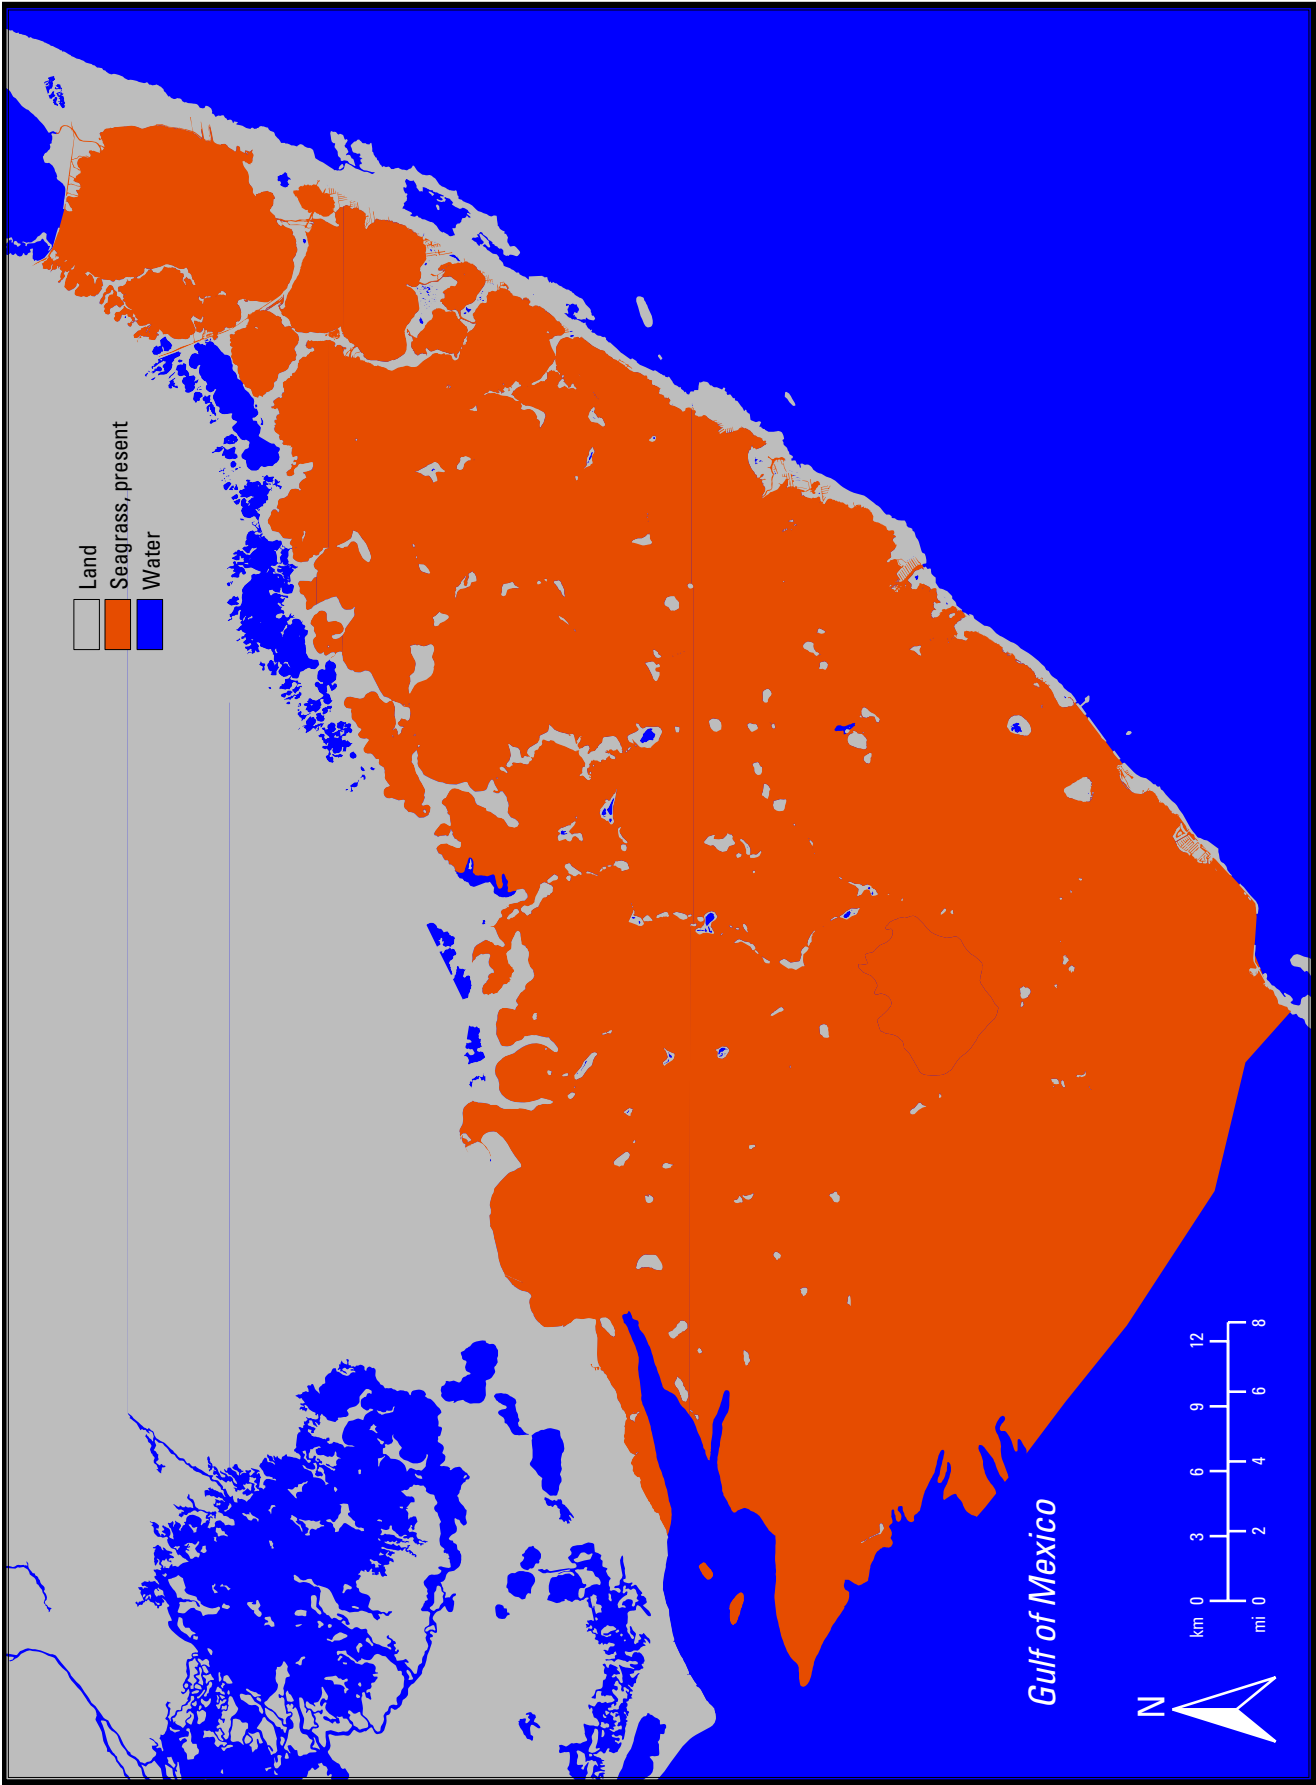 Land
Seagrass, present
Water
Gulf of Mexico
km 0 3 6 9 12
mi 0 2 4 6 8
N